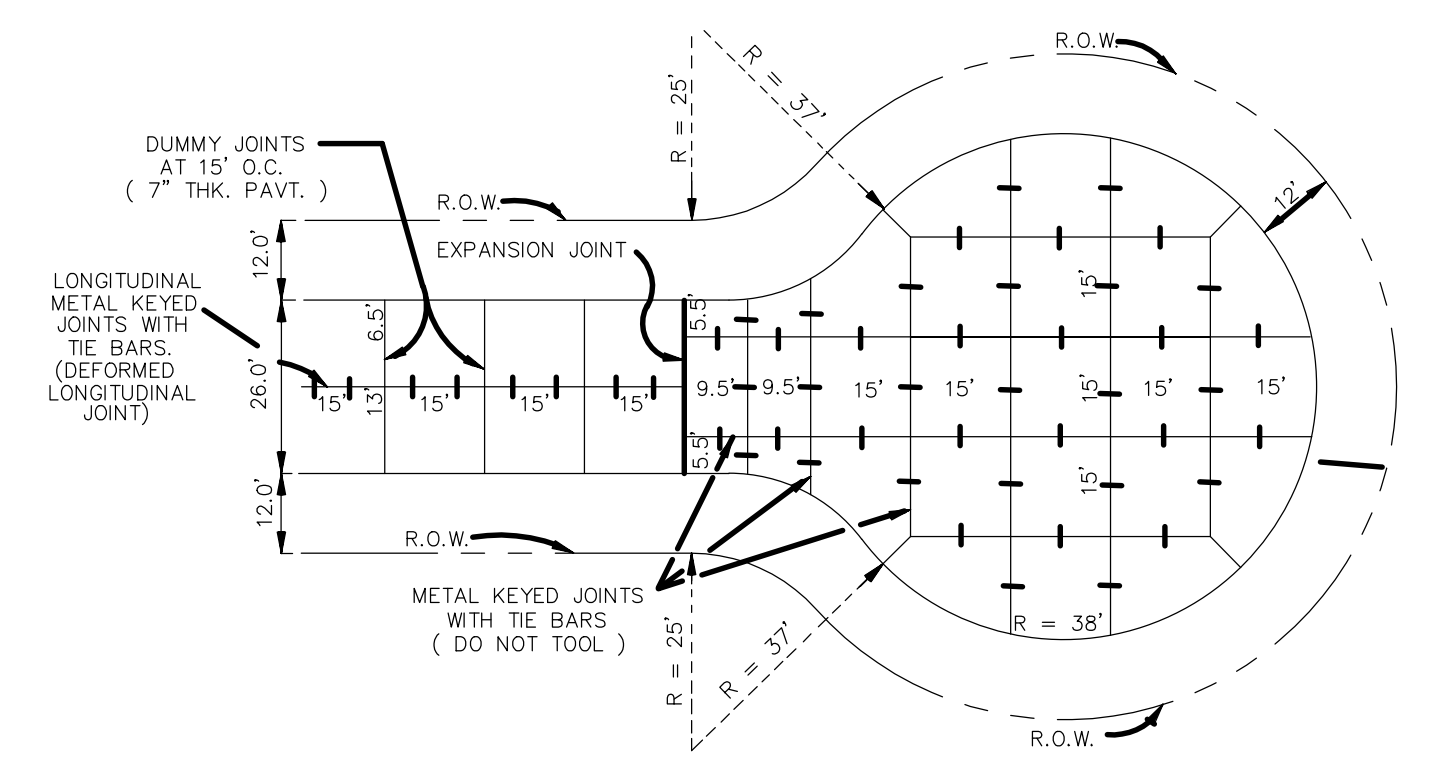 R.O.W.
R = 37'
R = 25'
DUMMY JOINTS
AT 15' O.C.
( 7" THK. PAVT. )
R.O.W.
12'
12.0'
EXPANSION JOINT
LONGITUDINAL
METAL KEYED
JOINTS WITH
TIE BARS.
(DEFORMED
LONGITUDINAL
JOINT)
26.0'
6.5'
13'
15'
15'
15'
15'
5.5'
9.5'
9.5'
15'
15'
15'
15'
15'
15'
15'
5.5'
12.0'
R.O.W.
METAL KEYED JOINTS
WITH TIE BARS
( DO NOT TOOL )
R = 25'
R = 37'
R = 38'
R.O.W.